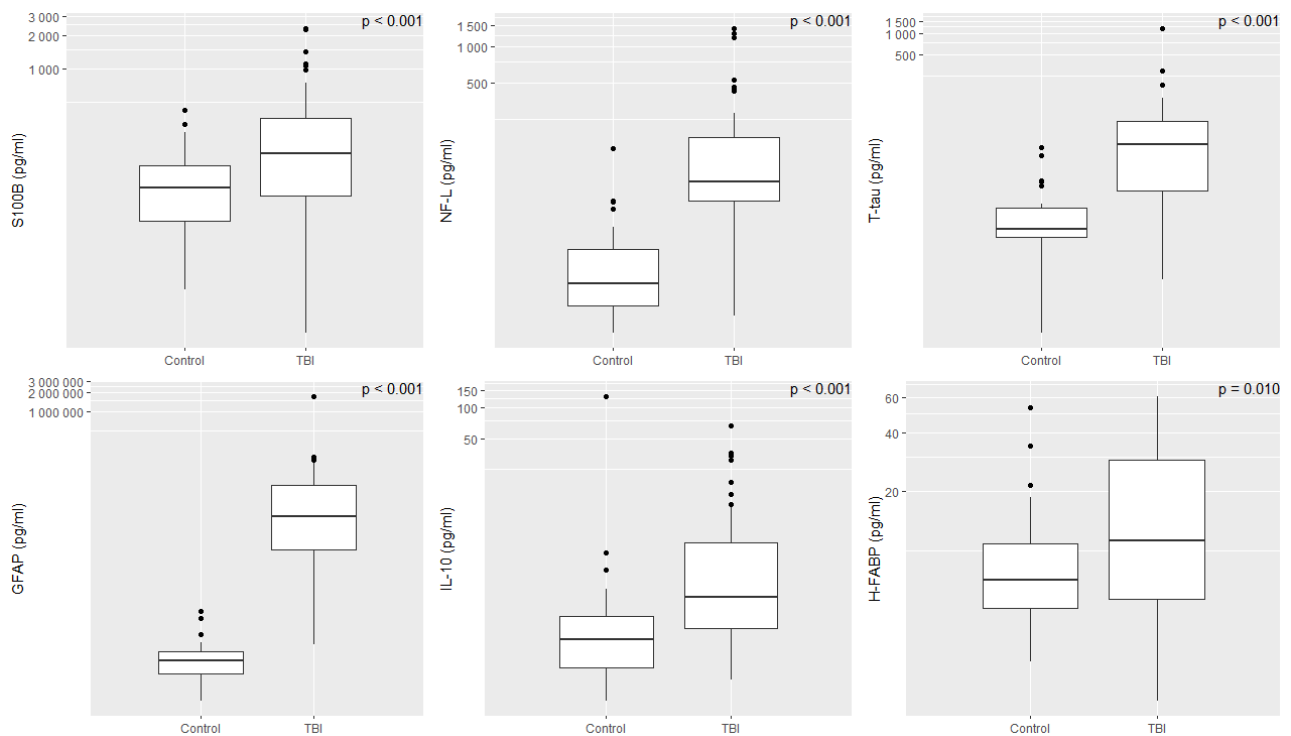 p < 0.001
3 000
2 000
1 000
S100B (pg/ml)
Control
TBI
p < 0.001
1 500
1 000
500
NF-L (pg/ml)
Control
TBI
p < 0.001
1 500
1 000
500
T-tau (pg/ml)
Control
TBI
p < 0.001
3 000 000
2 000 000
1 000 000
GFAP (pg/ml)
Control
TBI
p < 0.001
150
100
50
IL-10 (pg/ml)
Control
TBI
p = 0.010
60
40
20
H-FABP (pg/ml)
Control
TBI